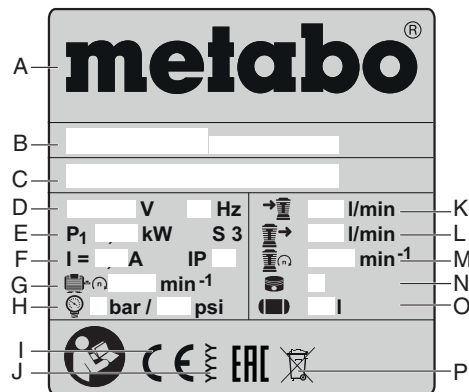 metabo®
A
B
C
D V Hz K l/min
E P1 , kW S 3 L l/min
F I = , A IP M min-1
G min-1 N
H bar / psi O l
I
J CE EAC P